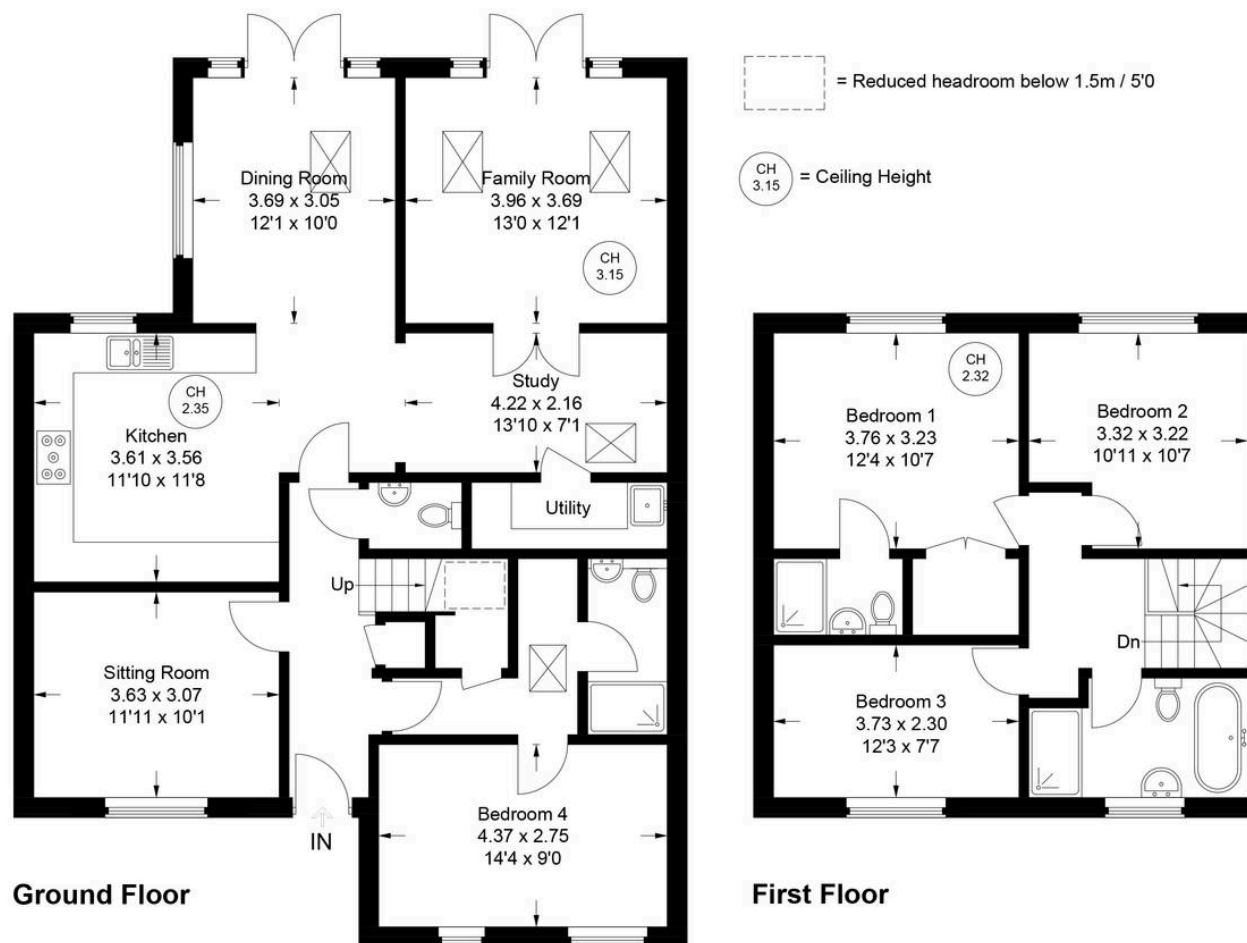 = Reduced headroom below 1.5m / 5'0
CH
3.15
= Ceiling Height
Dining Room
3.69 x 3.05
12'1 x 10'0
Family Room
3.96 x 3.69
13'0 x 12'1
CH
3.15
CH
2.35
Kitchen
3.61 x 3.56
11'10 x 11'8
Study
4.22 x 2.16
13'10 x 7'1
Utility
Up
Sitting Room
3.63 x 3.07
11'11 x 10'1
IN
Bedroom 4
4.37 x 2.75
14'4 x 9'0
Ground Floor
CH
2.32
Bedroom 1
3.76 x 3.23
12'4 x 10'7
Bedroom 2
3.32 x 3.22
10'11 x 10'7
Dn
Bedroom 3
3.73 x 2.30
12'3 x 7'7
First Floor